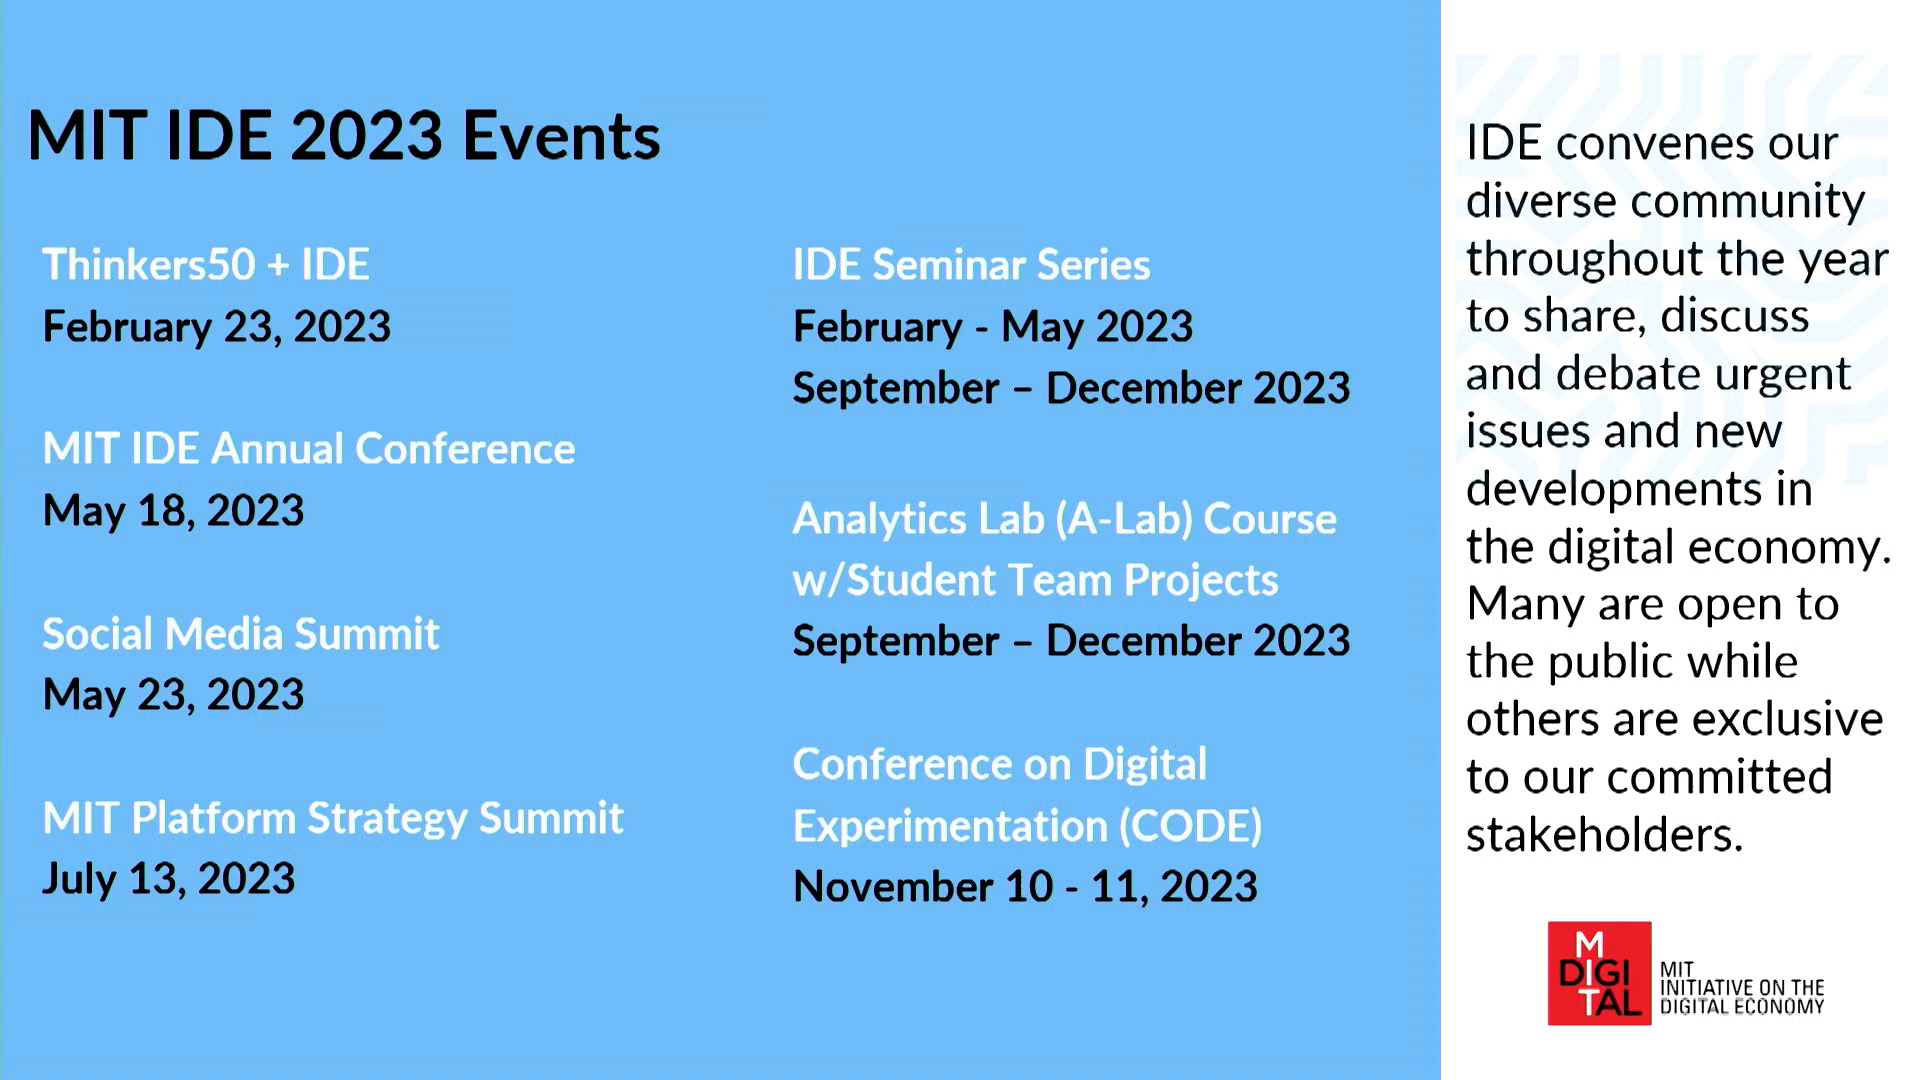 MIT IDE 2023 Events
Thinkers50 + IDE
February 23, 2023
MIT IDE Annual Conference
May 18, 2023
Social Media Summit
May 23, 2023
MIT Platform Strategy Summit
July 13, 2023
IDE Seminar Series
February - May 2023
September – December 2023
Analytics Lab (A-Lab) Course
w/Student Team Projects
September – December 2023
Conference on Digital
Experimentation (CODE)
November 10 - 11, 2023
IDE convenes our
diverse community
throughout the year
to share, discuss
and debate urgent
issues and new
developments in
the digital economy.
Many are open to
the public while
others are exclusive
to our committed
stakeholders.
M
DIGI
TAL
MIT
INITIATIVE ON THE
DIGITAL ECONOMY